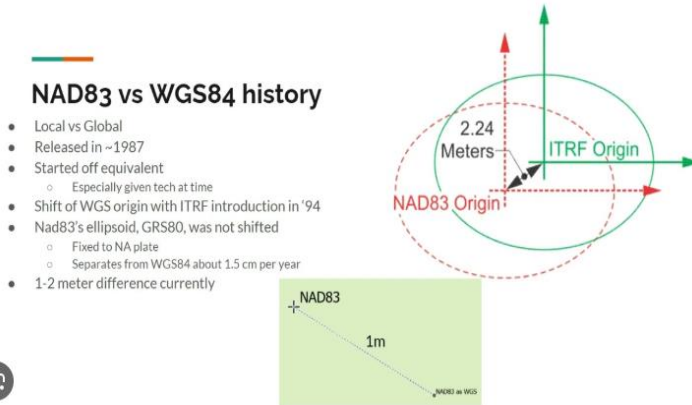 NAD83 vs WGS84 history
Local vs Global
Released in ~1987
Started off equivalent
Especially given tech at time
Shift of WGS origin with ITRF introduction in '94
Nad83's ellipsoid, GRS80, was not shifted
Fixed to NA plate
Separates from WGS84 about 1.5 cm per year
1-2 meter difference currently
2.24
Meters
ITRF Origin
NAD83 Origin
NAD83
1m
NAD83 as WGS